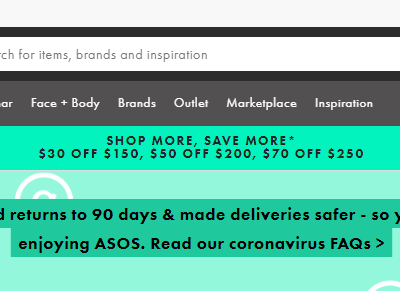 for items, brands and inspiration
Face + Body Brands Outlet Marketplace Inspiration
SHOP MORE, SAVE MORE*
$30 OFF $150, $50 OFF $200, $70 OFF $250
returns to 90 days & made deliveries safer - so
enjoying ASOS. Read our coronavirus FAQs >